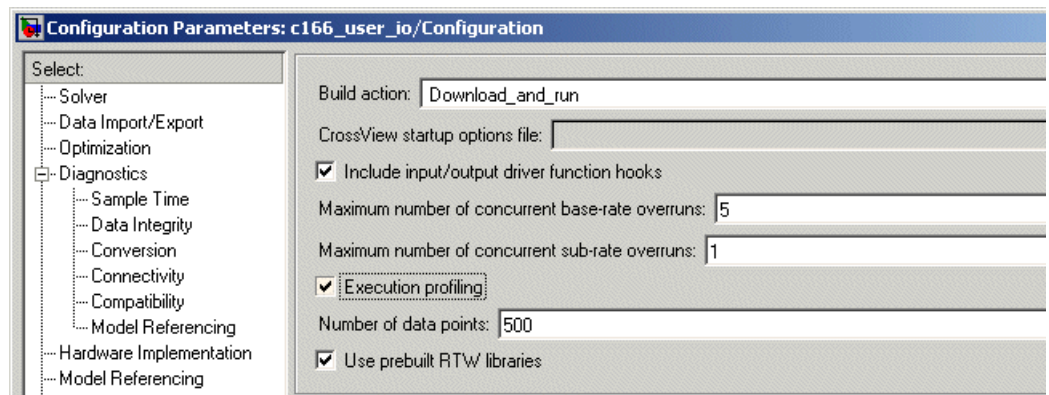 Configuration Parameters: c166_user_io/Configuration
Select:
Solver
Data Import/Export
Optimization
Diagnostics
Sample Time
Data Integrity
Conversion
Connectivity
Compatibility
Model Referencing
Hardware Implementation
Model Referencing
Build action: Download_and_run
CrossView startup options file:
Include input/output driver function hooks
Maximum number of concurrent base-rate overruns: 5
Maximum number of concurrent sub-rate overruns: 1
Execution profiling
Number of data points: 500
Use prebuilt RTW libraries